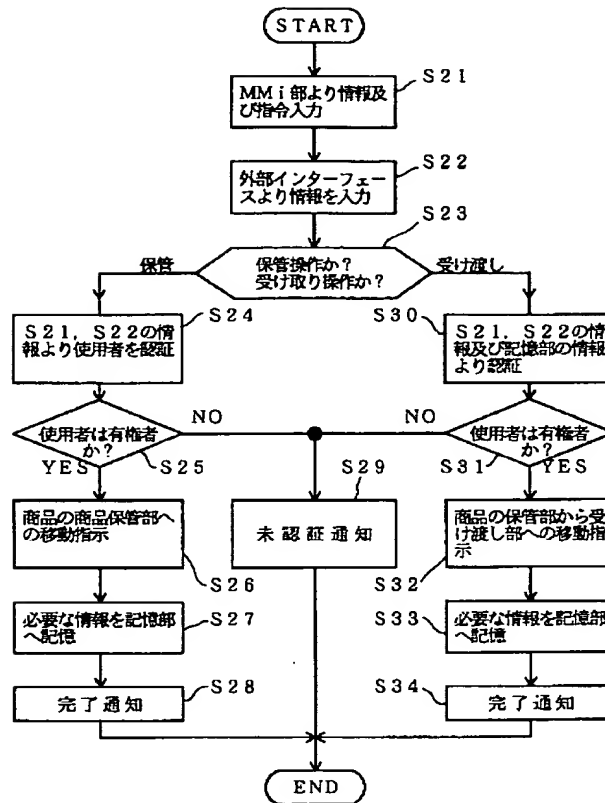 START
S21
MMi部より情報及
び指令入力
S22
外部インターフェー
スより情報を入力
S23
保管
保管操作か?
受け取り操作か?
受け渡し
S24
S21,S22の情
報より使用者を認証
S30
S21,S22の情
報及び記憶部の情報
より認証
使用者は有権者
か?
NO
YES
S25
NO
使用者は有権者
か?
S31
YES
S29
商品の商品保管部へ
の移動指示
S26
未認証通知
商品の保管部から受
け渡し部への移動指
示
S32
必要な情報を記憶部
へ記憶
S27
S33
必要な情報を記憶部
へ記憶
S28
完了通知
S34
完了通知
END